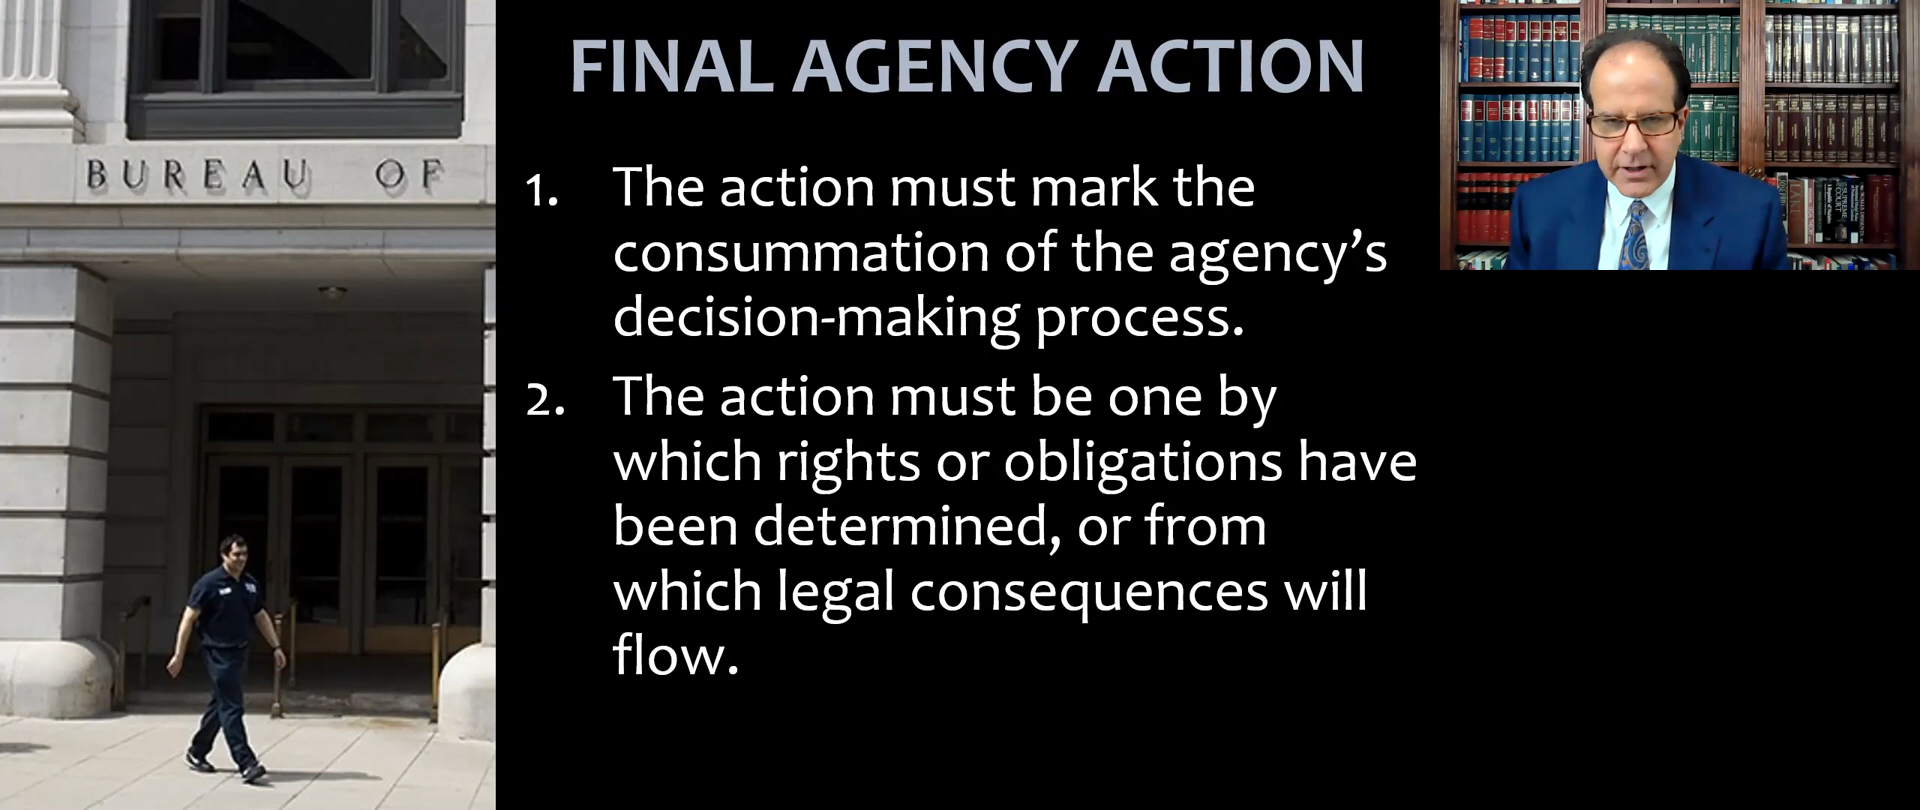 FINAL AGENCY ACTION
BUREAU OF
1. The action must mark the
consummation of the agency’s
decision-making process.
2. The action must be one by
which rights or obligations have
been determined, or from
which legal consequences will
flow.
SUPREME COURT